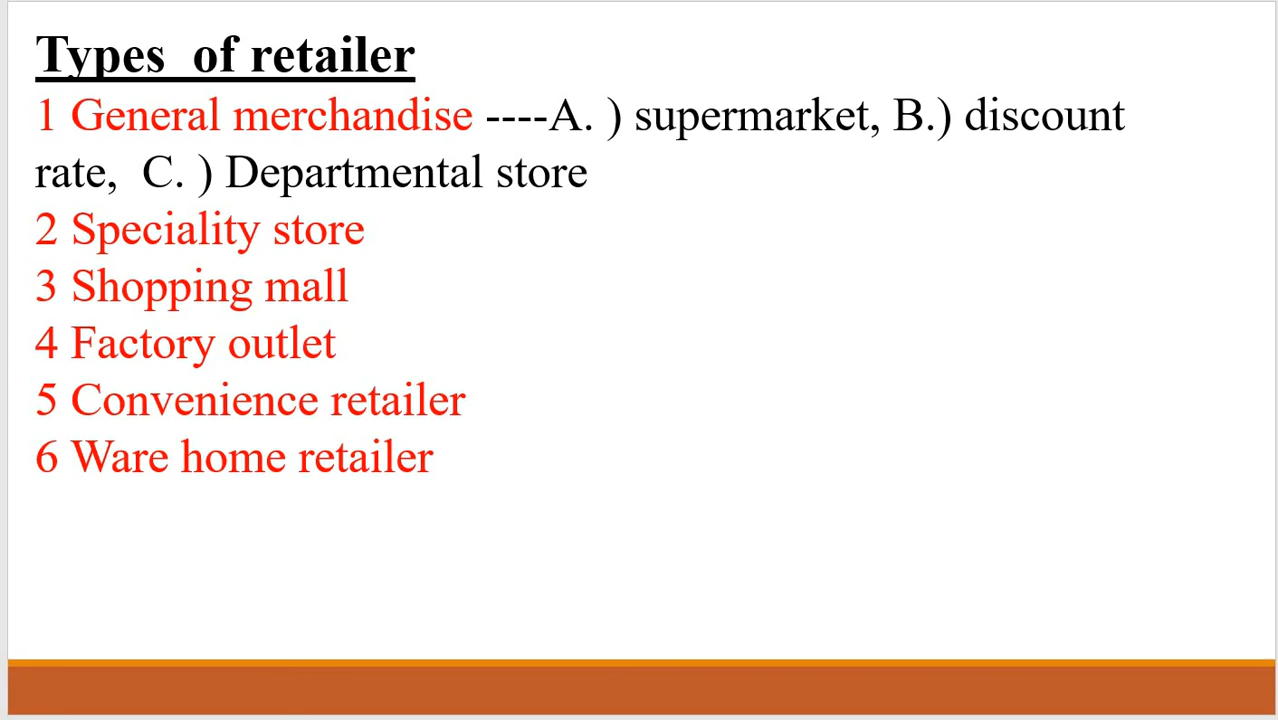 Types of retailer
1 General merchandise ----A. ) supermarket, B.) discount
rate, C. ) Departmental store
2 Speciality store
3 Shopping mall
4 Factory outlet
5 Convenience retailer
6 Ware home retailer